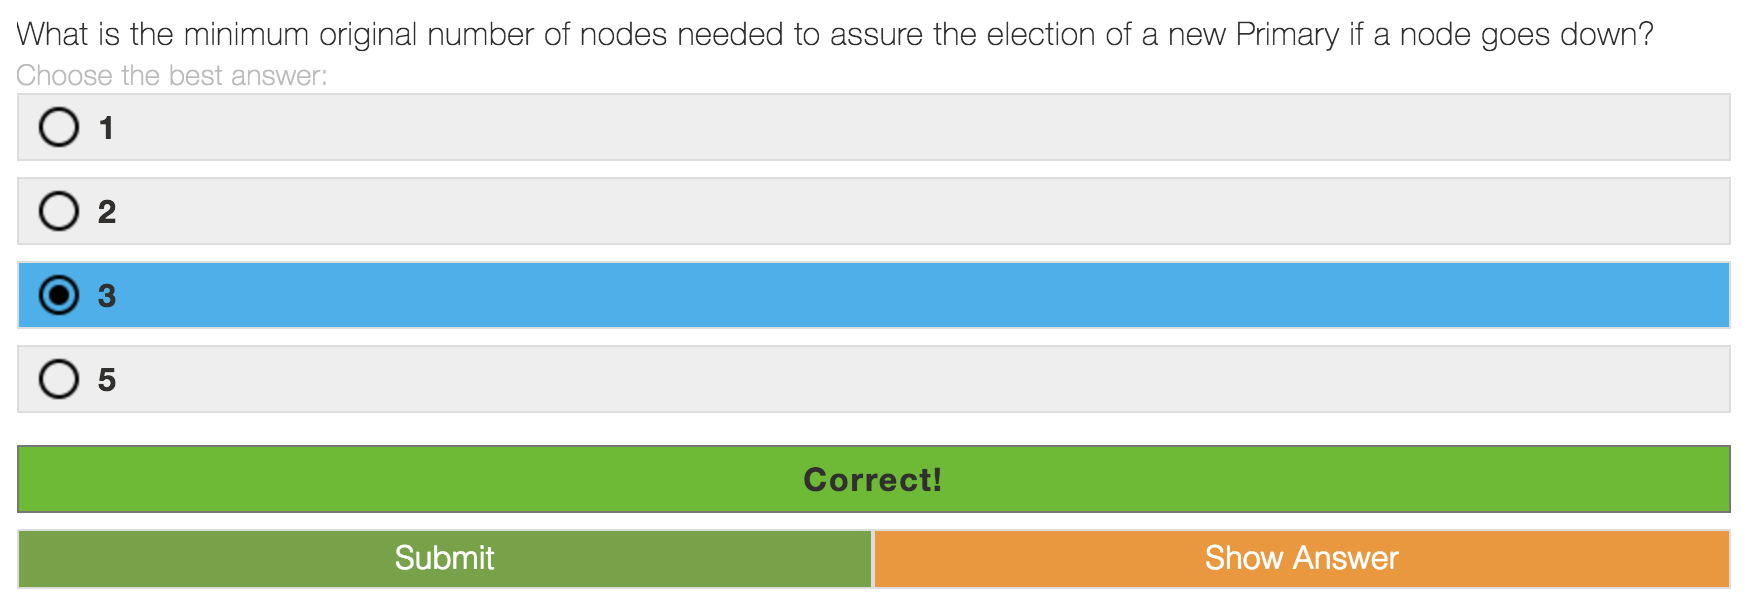 What is the minimum original number of nodes needed to assure the election of a new Primary if a node goes down?
Choose the best answer:
1
2
3
5
Correct!
Submit
Show Answer